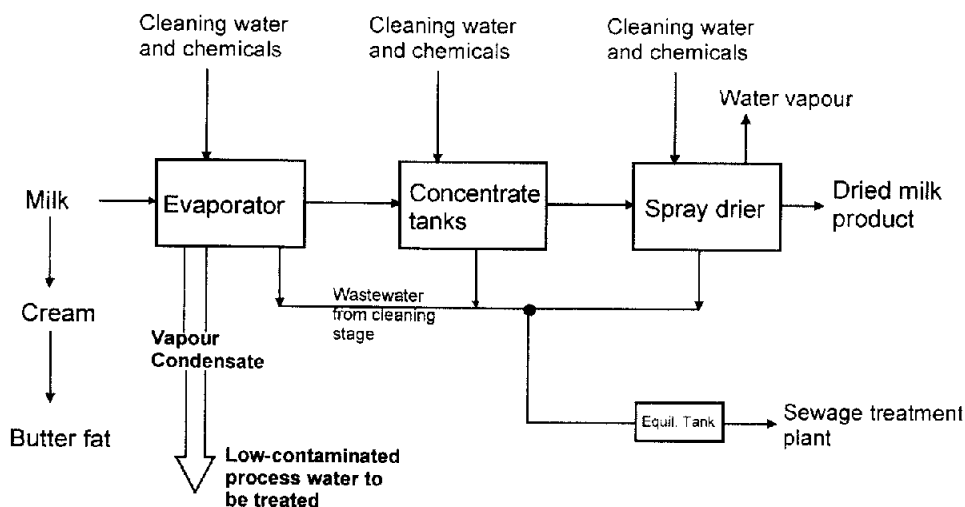 Cleaning water
and chemicals
Cleaning water
and chemicals
Cleaning water
and chemicals
Water vapour
Milk
Evaporator
Concentrate
tanks
Spray drier
Dried milk
product
Cream
Wastewater
from cleaning
stage
Vapour
Condensate
Butter fat
Equil. Tank
Sewage treatment
plant
Low-contaminated
process water to
be treated